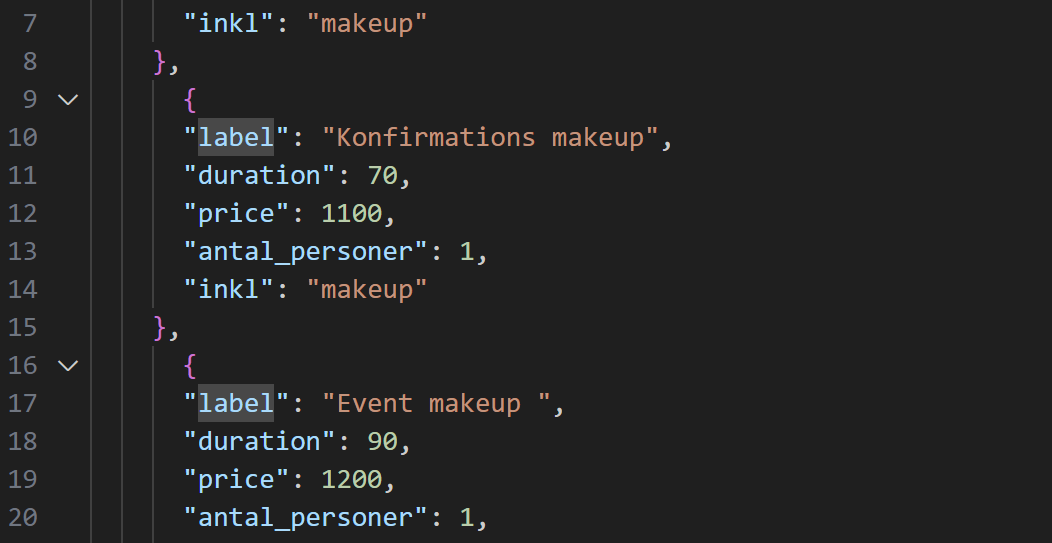 7 "inkl": "makeup"
8 },
9 {
10 "label": "Konfirmations makeup",
11 "duration": 70,
12 "price": 1100,
13 "antal_personer": 1,
14 "inkl": "makeup"
15 },
16 {
17 "label": "Event makeup ",
18 "duration": 90,
19 "price": 1200,
20 "antal_personer": 1,